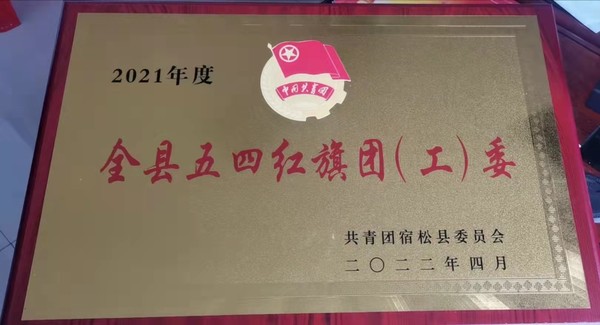 2021年度
中国共青团
全县五四红旗团(工)委
共青团宿松县委员会
二〇二二年四月